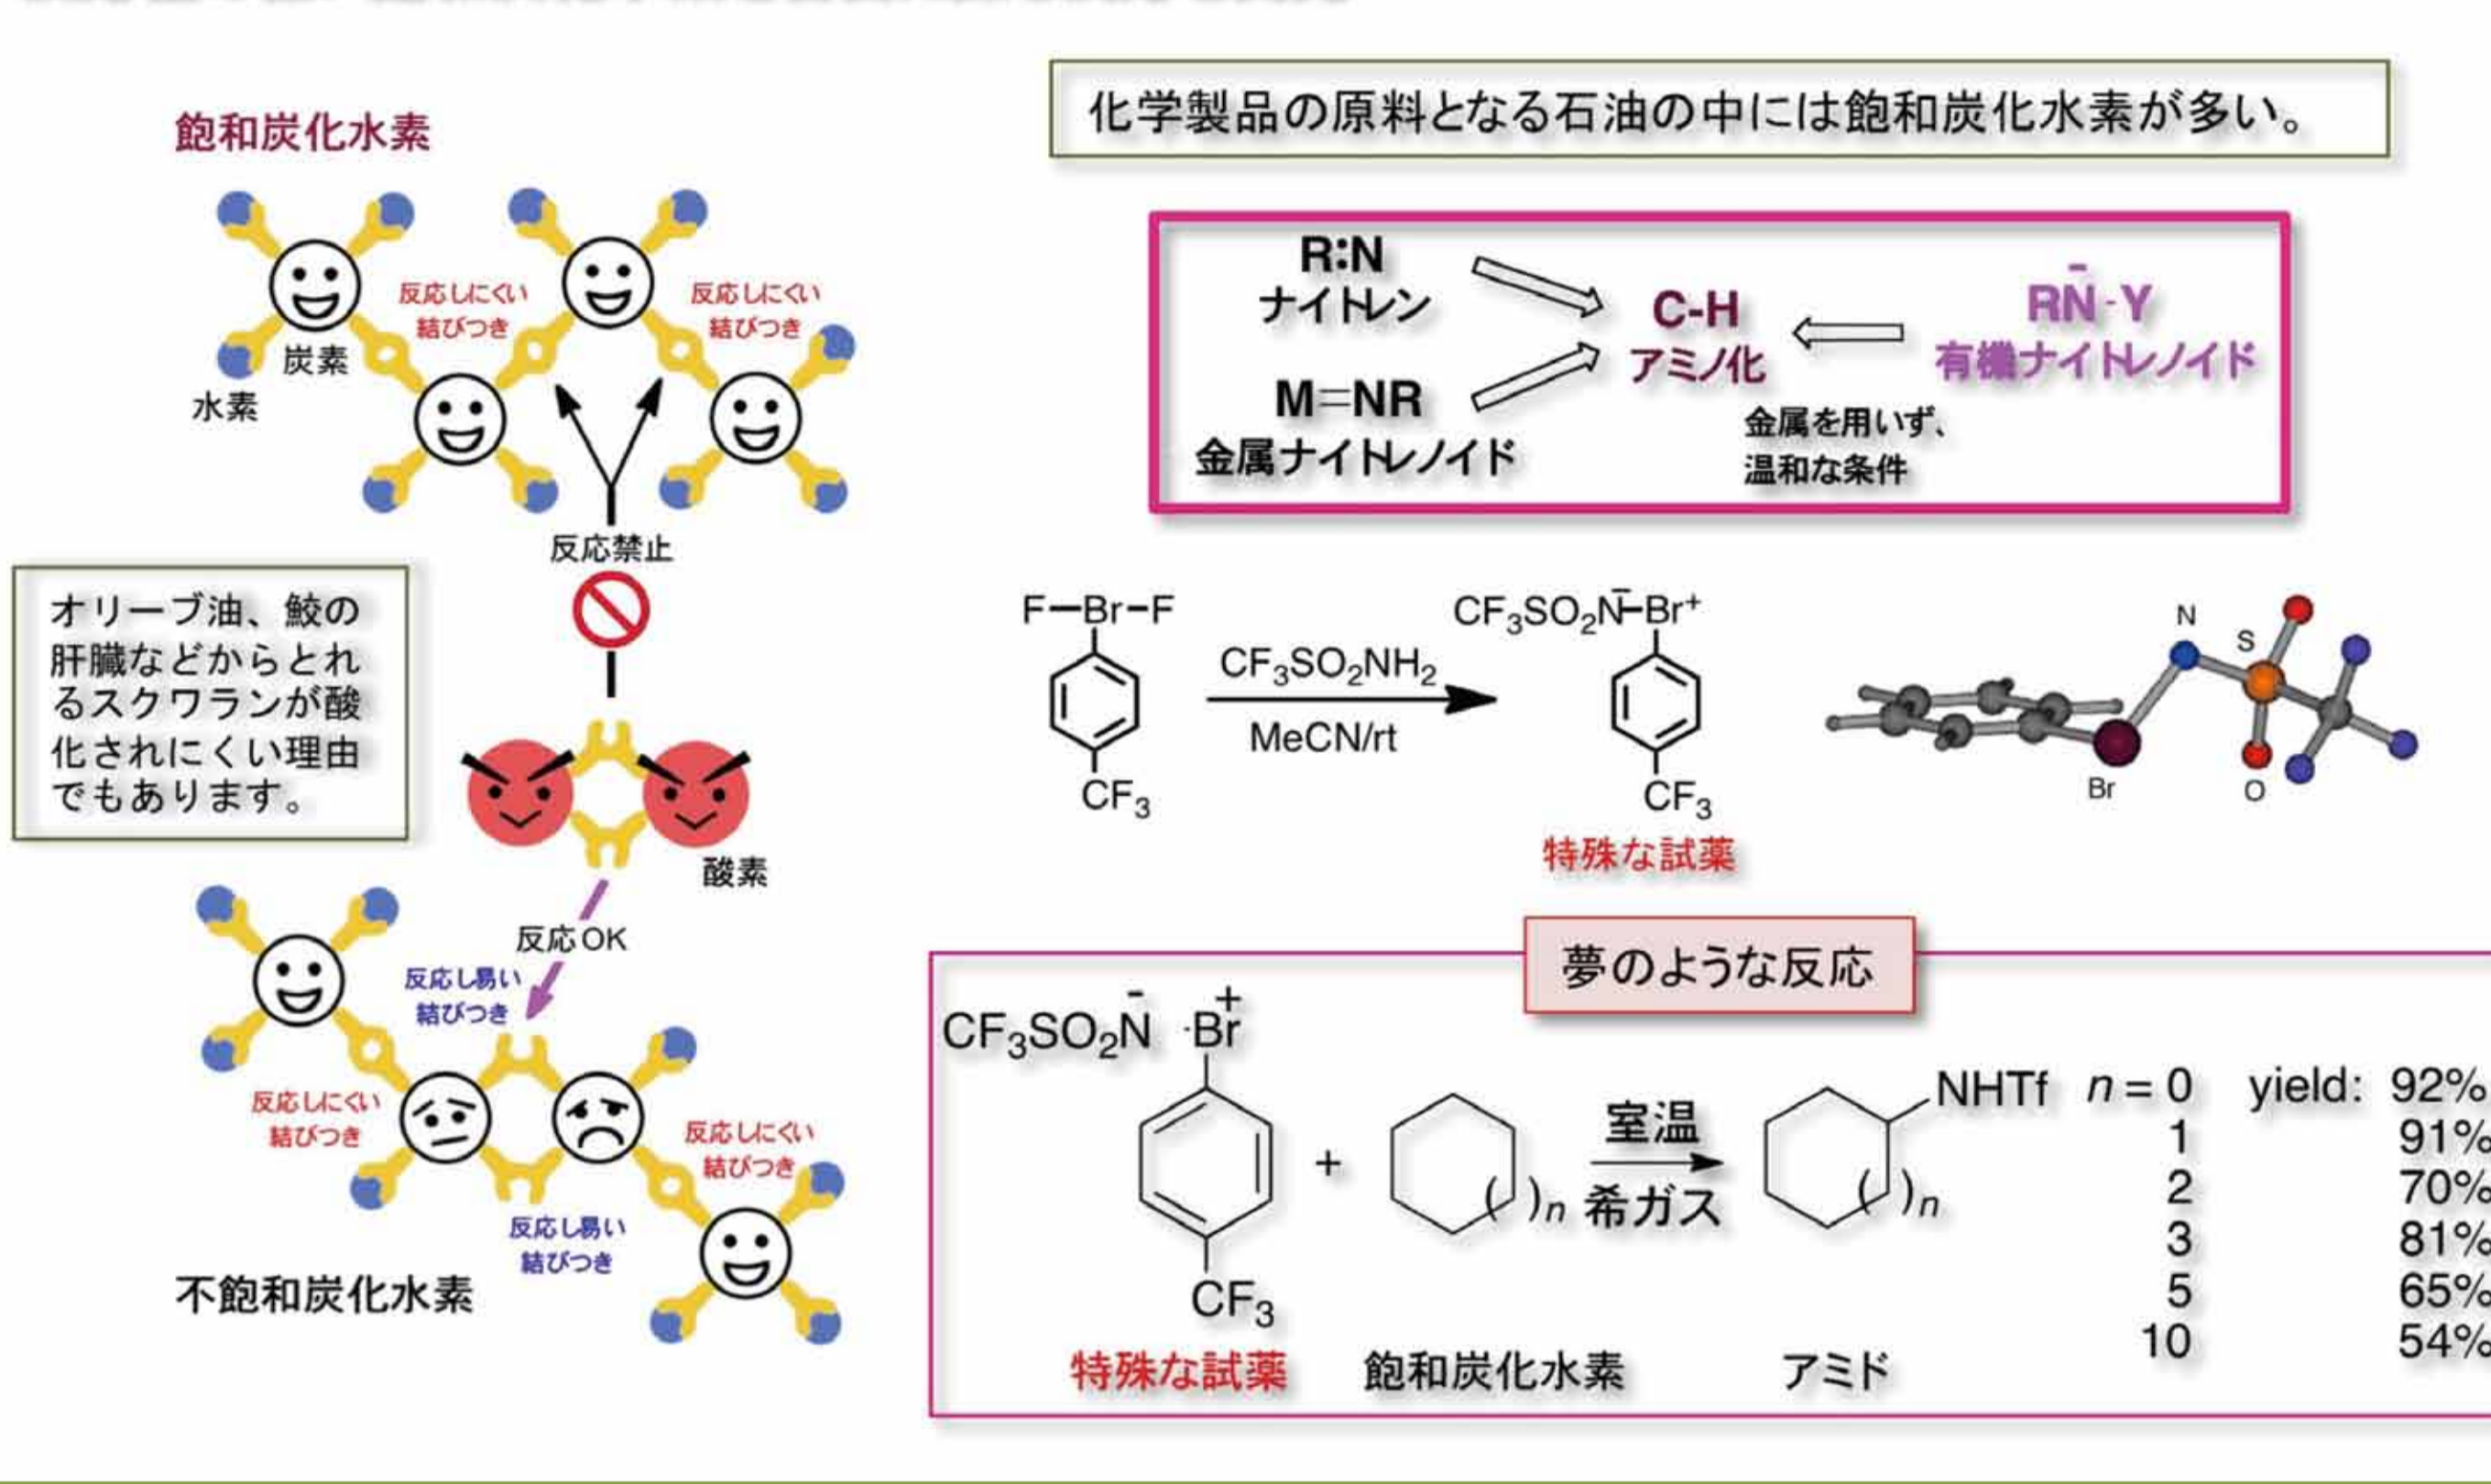 飽和炭化水素
反応しにくい
結びつき
反応しにくい
結びつき
炭素
水素
反応禁止
オリーブ油、鮫の
肝臓などからとれ
るスクワランが酸
化されにくい理由
でもあります。
酸素
反応OK
反応し易い
結びつき
反応しにくい
結びつき
反応しにくい
結びつき
反応し易い
結びつき
不飽和炭化水素
化学製品の原料となる石油の中には飽和炭化水素が多い。
R:N
ナイトレン
C-H
アミノ化
RN̄-Y
有機ナイトレノイド
M=NR
金属ナイトレノイド
金属を用いず、
温和な条件
F-Br-F
CF₃
CF₃SO₂NH₂
MeCN/rt
CF₃SO₂N̄-Br⁺
CF₃
特殊な試薬
N
S
Br
O
夢のような反応
CF₃SO₂N̄-Br⁺
CF₃
+
( )n
室温
希ガス
NHTf
( )n
n = 0 yield: 92%
1 91%
2 70%
3 81%
5 65%
10 54%
特殊な試薬 飽和炭化水素 アミド